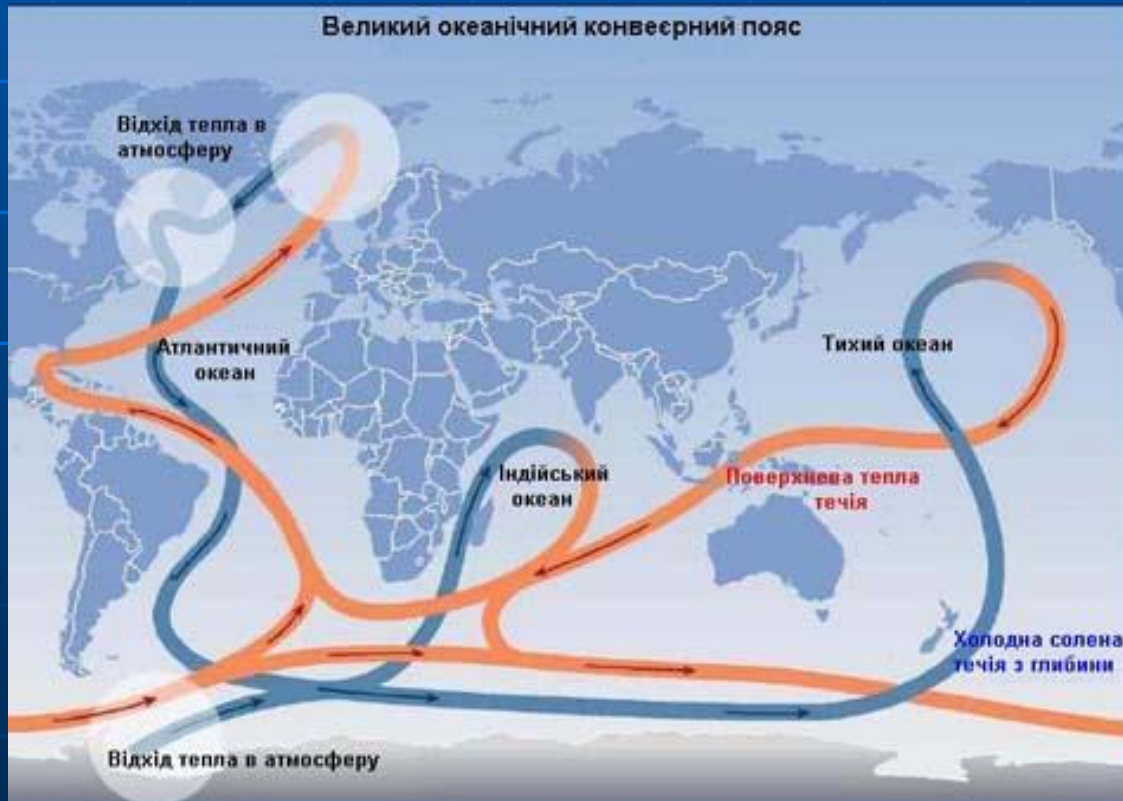 Великий океанічний конвеєрний пояс
Відхід тепла в
атмосферу
Атлантичний
океан
Тихий океан
Індійський
океан
Поверхнева тепла
течія
Холодна солена
течія з глибини
Відхід тепла в атмосферу